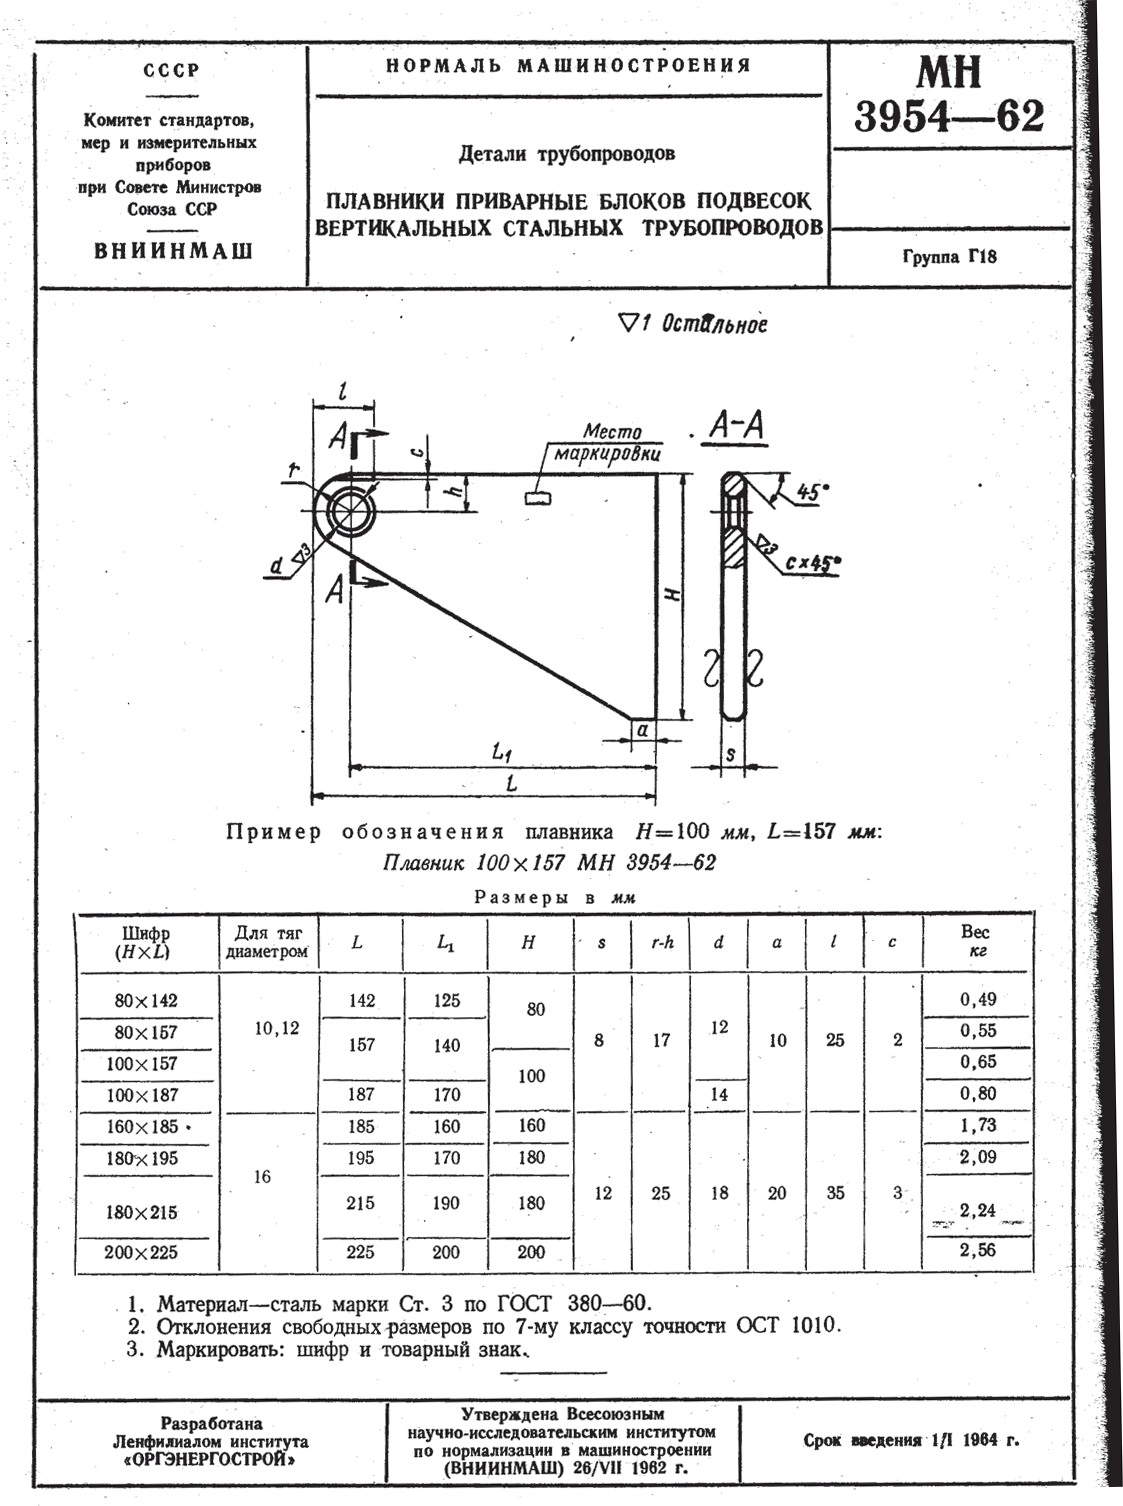 СССР
Комитет стандартов,
мер и измерительных
приборов
при Совете Министров
Союза ССР
ВНИИНМАШ
НОРМАЛЬ МАШИНОСТРОЕНИЯ
Детали трубопроводов
ПЛАВНИКИ ПРИВАРНЫЕ БЛОКОВ ПОДВЕСОК
ВЕРТИКАЛЬНЫХ СТАЛЬНЫХ ТРУБОПРОВОДОВ
МН
3954—62
Группа Г18
▽1 Остальное
l
А
c
Место
маркировки
А-А
r
h
45°
d
▽3
А
H
▽3
c×45°
a
L₁
s
L
Пример обозначения плавника H=100 мм, L=157 мм:
Плавник 100×157 МН 3954—62
Размеры в мм
Шифр (H×L) Для тяг диаметром L L₁ H s r-h d a l c Вес кг
80×142 10,12 142 125 80 8 17 12 10 25 2 0,49
80×157 157 140 0,55
100×157 100 0,65
100×187 187 170 14 0,80
160×185 16 185 160 160 12 25 18 20 35 3 1,73
180×195 195 170 180 2,09
180×215 215 190 180 2,24
200×225 225 200 200 2,56
1. Материал—сталь марки Ст. 3 по ГОСТ 380—60.
2. Отклонения свободных размеров по 7-му классу точности ОСТ 1010.
3. Маркировать: шифр и товарный знак.
Разработана
Ленфилиалом института
«ОРГЭНЕРГОСТРОЙ»
Утверждена Всесоюзным
научно-исследовательским институтом
по нормализации в машиностроении
(ВНИИНМАШ) 26/VII 1962 г.
Срок введения 1/I 1964 г.